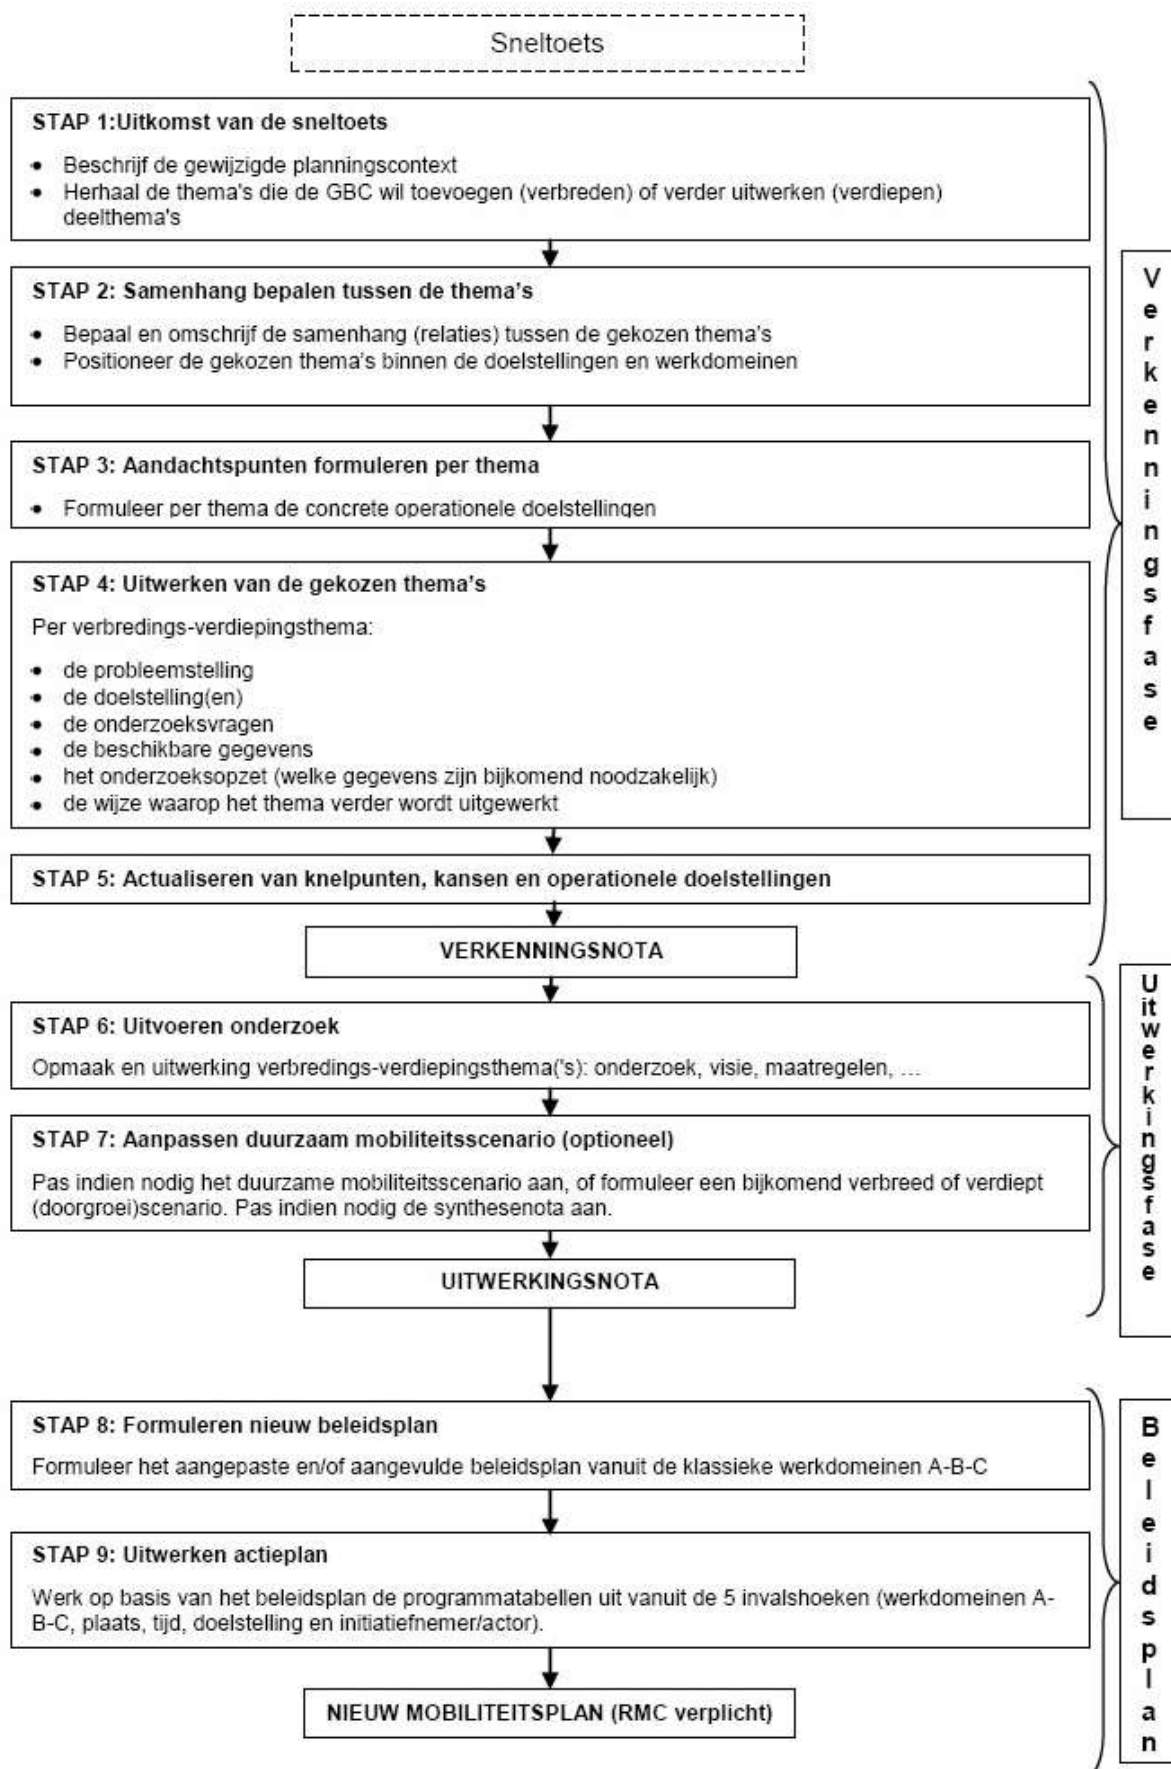 Sneltoets
STAP 1:Uitkomst van de sneltoets
• Beschrijf de gewijzigde planningscontext
• Herhaal de thema's die de GBC wil toevoegen (verbreden) of verder uitwerken (verdiepen)
deelthema's
STAP 2: Samenhang bepalen tussen de thema's
• Bepaal en omschrijf de samenhang (relaties) tussen de gekozen thema's
• Positioneer de gekozen thema's binnen de doelstellingen en werkdomeinen
STAP 3: Aandachtspunten formuleren per thema
• Formuleer per thema de concrete operationele doelstellingen
STAP 4: Uitwerken van de gekozen thema's
Per verbredings-verdiepingsthema:
• de probleemstelling
• de doelstelling(en)
• de onderzoeksvragen
• de beschikbare gegevens
• het onderzoeksopzet (welke gegevens zijn bijkomend noodzakelijk)
• de wijze waarop het thema verder wordt uitgewerkt
STAP 5: Actualiseren van knelpunten, kansen en operationele doelstellingen
VERKENNINGSNOTA
Verkenningsfase
STAP 6: Uitvoeren onderzoek
Opmaak en uitwerking verbredings-verdiepingsthema('s): onderzoek, visie, maatregelen, …
STAP 7: Aanpassen duurzaam mobiliteitsscenario (optioneel)
Pas indien nodig het duurzame mobiliteitsscenario aan, of formuleer een bijkomend verbreed of verdiept
(doorgroei)scenario. Pas indien nodig de synthesenota aan.
UITWERKINGSNOTA
Uitwerkingsfase
STAP 8: Formuleren nieuw beleidsplan
Formuleer het aangepaste en/of aangevulde beleidsplan vanuit de klassieke werkdomeinen A-B-C
STAP 9: Uitwerken actieplan
Werk op basis van het beleidsplan de programmatabellen uit vanuit de 5 invalshoeken (werkdomeinen A-
B-C, plaats, tijd, doelstelling en initiatiefnemer/actor).
NIEUW MOBILITEITSPLAN (RMC verplicht)
Beleidsplan